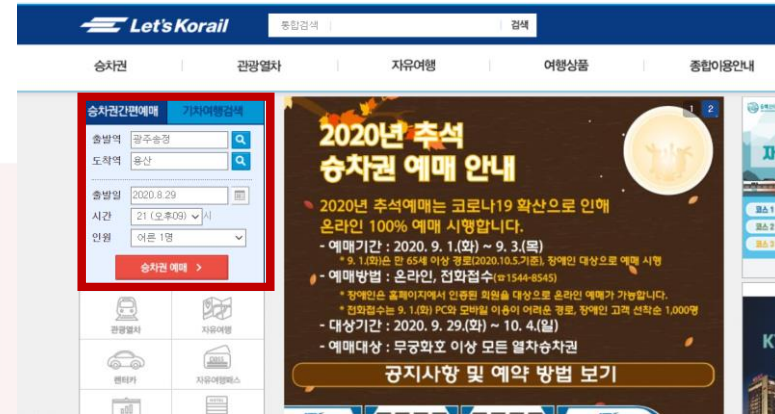 Let's Korail
통합검색
검색
승차권
관광열차
자유여행
여행상품
종합이용안내
승차권간편예매
기차여행검색
출발역 광주송정
도착역 용산
출발일 2020.8.29
시간 21 (오후09) 시
인원 어른 1명
승차권 예매 >
관광열차
자유여행
렌터카
자유여행패스
1 2
2020년 추석
승차권 예매 안내
2020년 추석예매는 코로나19 확산으로 인해
온라인 100% 예매 시행합니다.
- 예매기간 : 2020. 9. 1.(화) ~ 9. 3.(목)
* 9. 1.(화)은 만 65세 이상 경로(2020.10.5.기준), 장애인 대상으로 예매 시행
- 예매방법 : 온라인, 전화접수(☎1544-8545)
* 장애인은 홈페이지에서 인증된 회원을 대상으로 온라인 예매가 가능합니다.
* 전화접수는 9. 1.(화) PC와 모바일 이용이 어려운 경로, 장애인 고객 선착순 1,000명
- 대상기간 : 2020. 9. 29.(화) ~ 10. 4.(일)
- 예매대상 : 무궁화호 이상 모든 열차승차권
공지사항 및 예약 방법 보기
코스 1
코스 2
코스 3